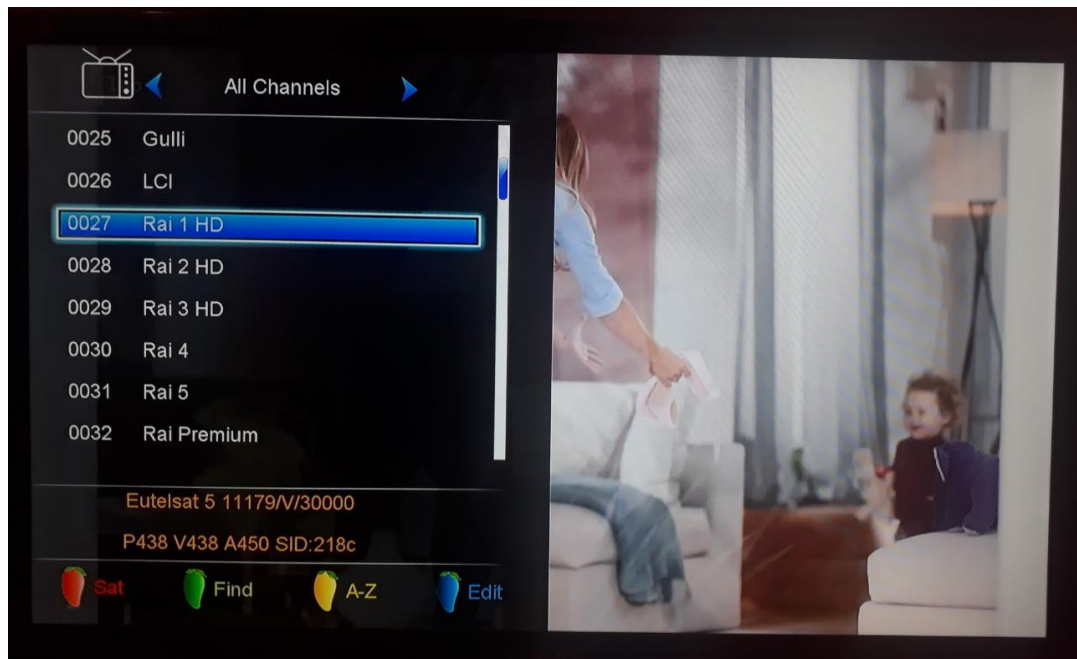 All Channels
0025 Gulli
0026 LCI
0027 Rai 1 HD
0028 Rai 2 HD
0029 Rai 3 HD
0030 Rai 4
0031 Rai 5
0032 Rai Premium
Eutelsat 5 11179/V/30000
P438 V438 A450 SID:218c
Sat Find A-Z Edit